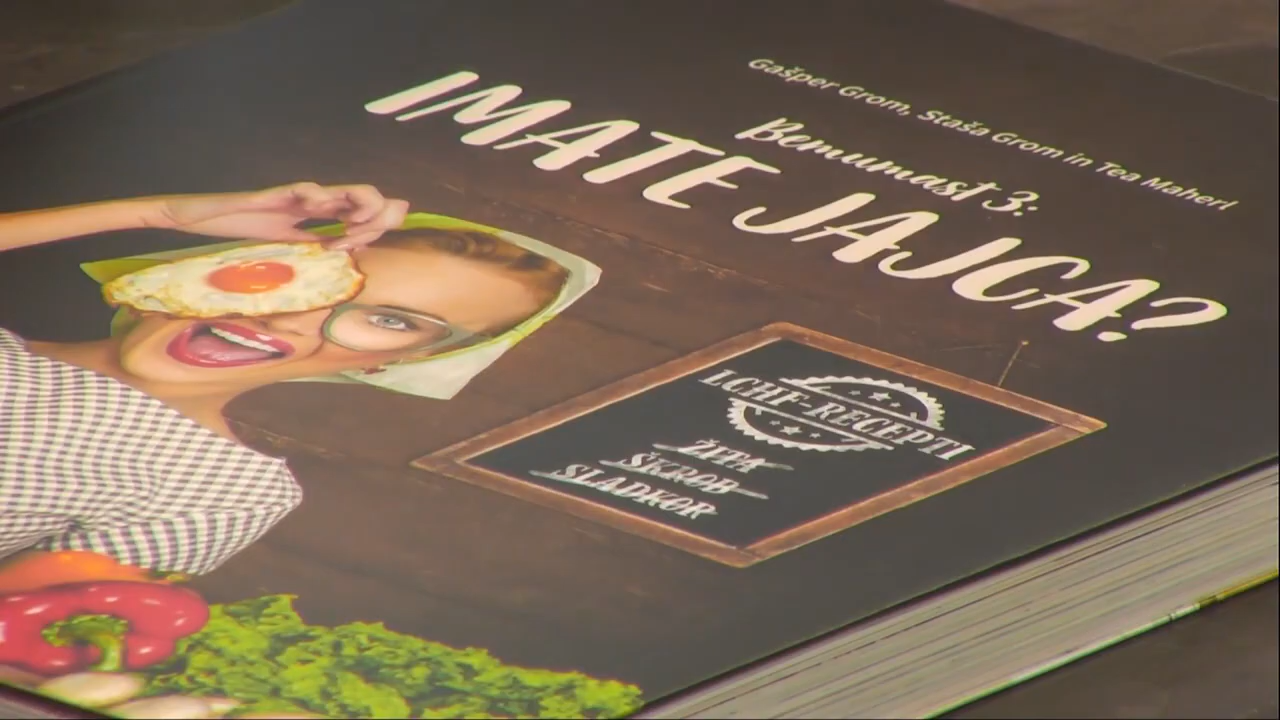 Gašper Grom, Staša Grom in Tea Maherl
Bemumast 3:
IMATE JAJCA?
LCHF-RECEPTI
ŽITA
ŠKROB
SLADKOR